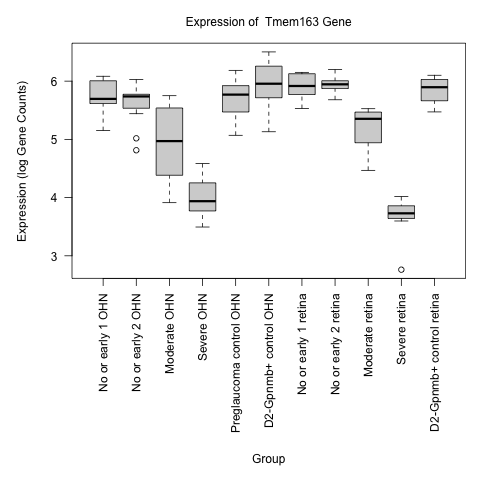 Expression of  Tmem163 Gene
Expression (log Gene Counts)
6
5
4
3
No or early 1 OHN
No or early 2 OHN
Moderate OHN
Severe OHN
Preglaucoma control OHN
D2-Gpnmb+ control OHN
No or early 1 retina
No or early 2 retina
Moderate retina
Severe retina
D2-Gpnmb+ control retina
Group